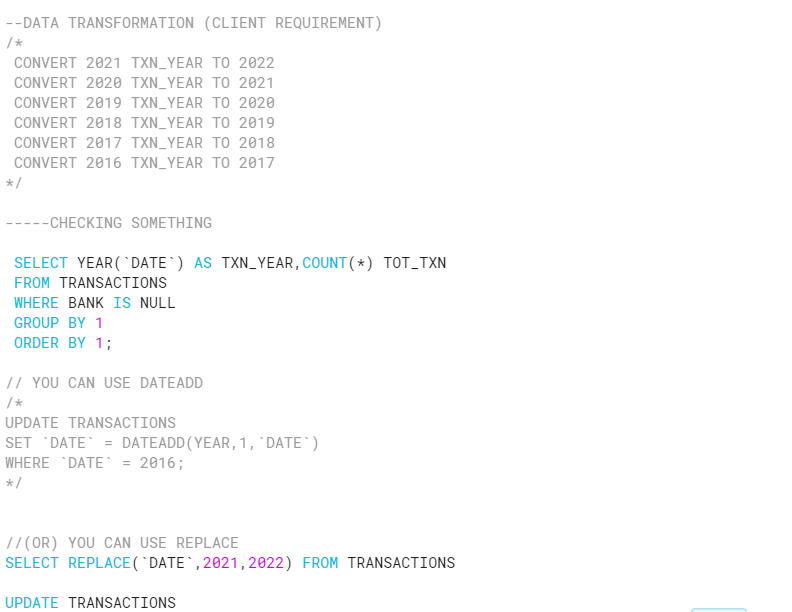 --DATA TRANSFORMATION (CLIENT REQUIREMENT)
/*
CONVERT 2021 TXN_YEAR TO 2022
CONVERT 2020 TXN_YEAR TO 2021
CONVERT 2019 TXN_YEAR TO 2020
CONVERT 2018 TXN_YEAR TO 2019
CONVERT 2017 TXN_YEAR TO 2018
CONVERT 2016 TXN_YEAR TO 2017
*/
-----CHECKING SOMETHING
SELECT YEAR(`DATE`) AS TXN_YEAR,COUNT(*) TOT_TXN
FROM TRANSACTIONS
WHERE BANK IS NULL
GROUP BY 1
ORDER BY 1;
// YOU CAN USE DATEADD
/*
UPDATE TRANSACTIONS
SET `DATE` = DATEADD(YEAR,1,`DATE`)
WHERE `DATE` = 2016;
*/
//(OR) YOU CAN USE REPLACE
SELECT REPLACE(`DATE`,2021,2022) FROM TRANSACTIONS
UPDATE TRANSACTIONS